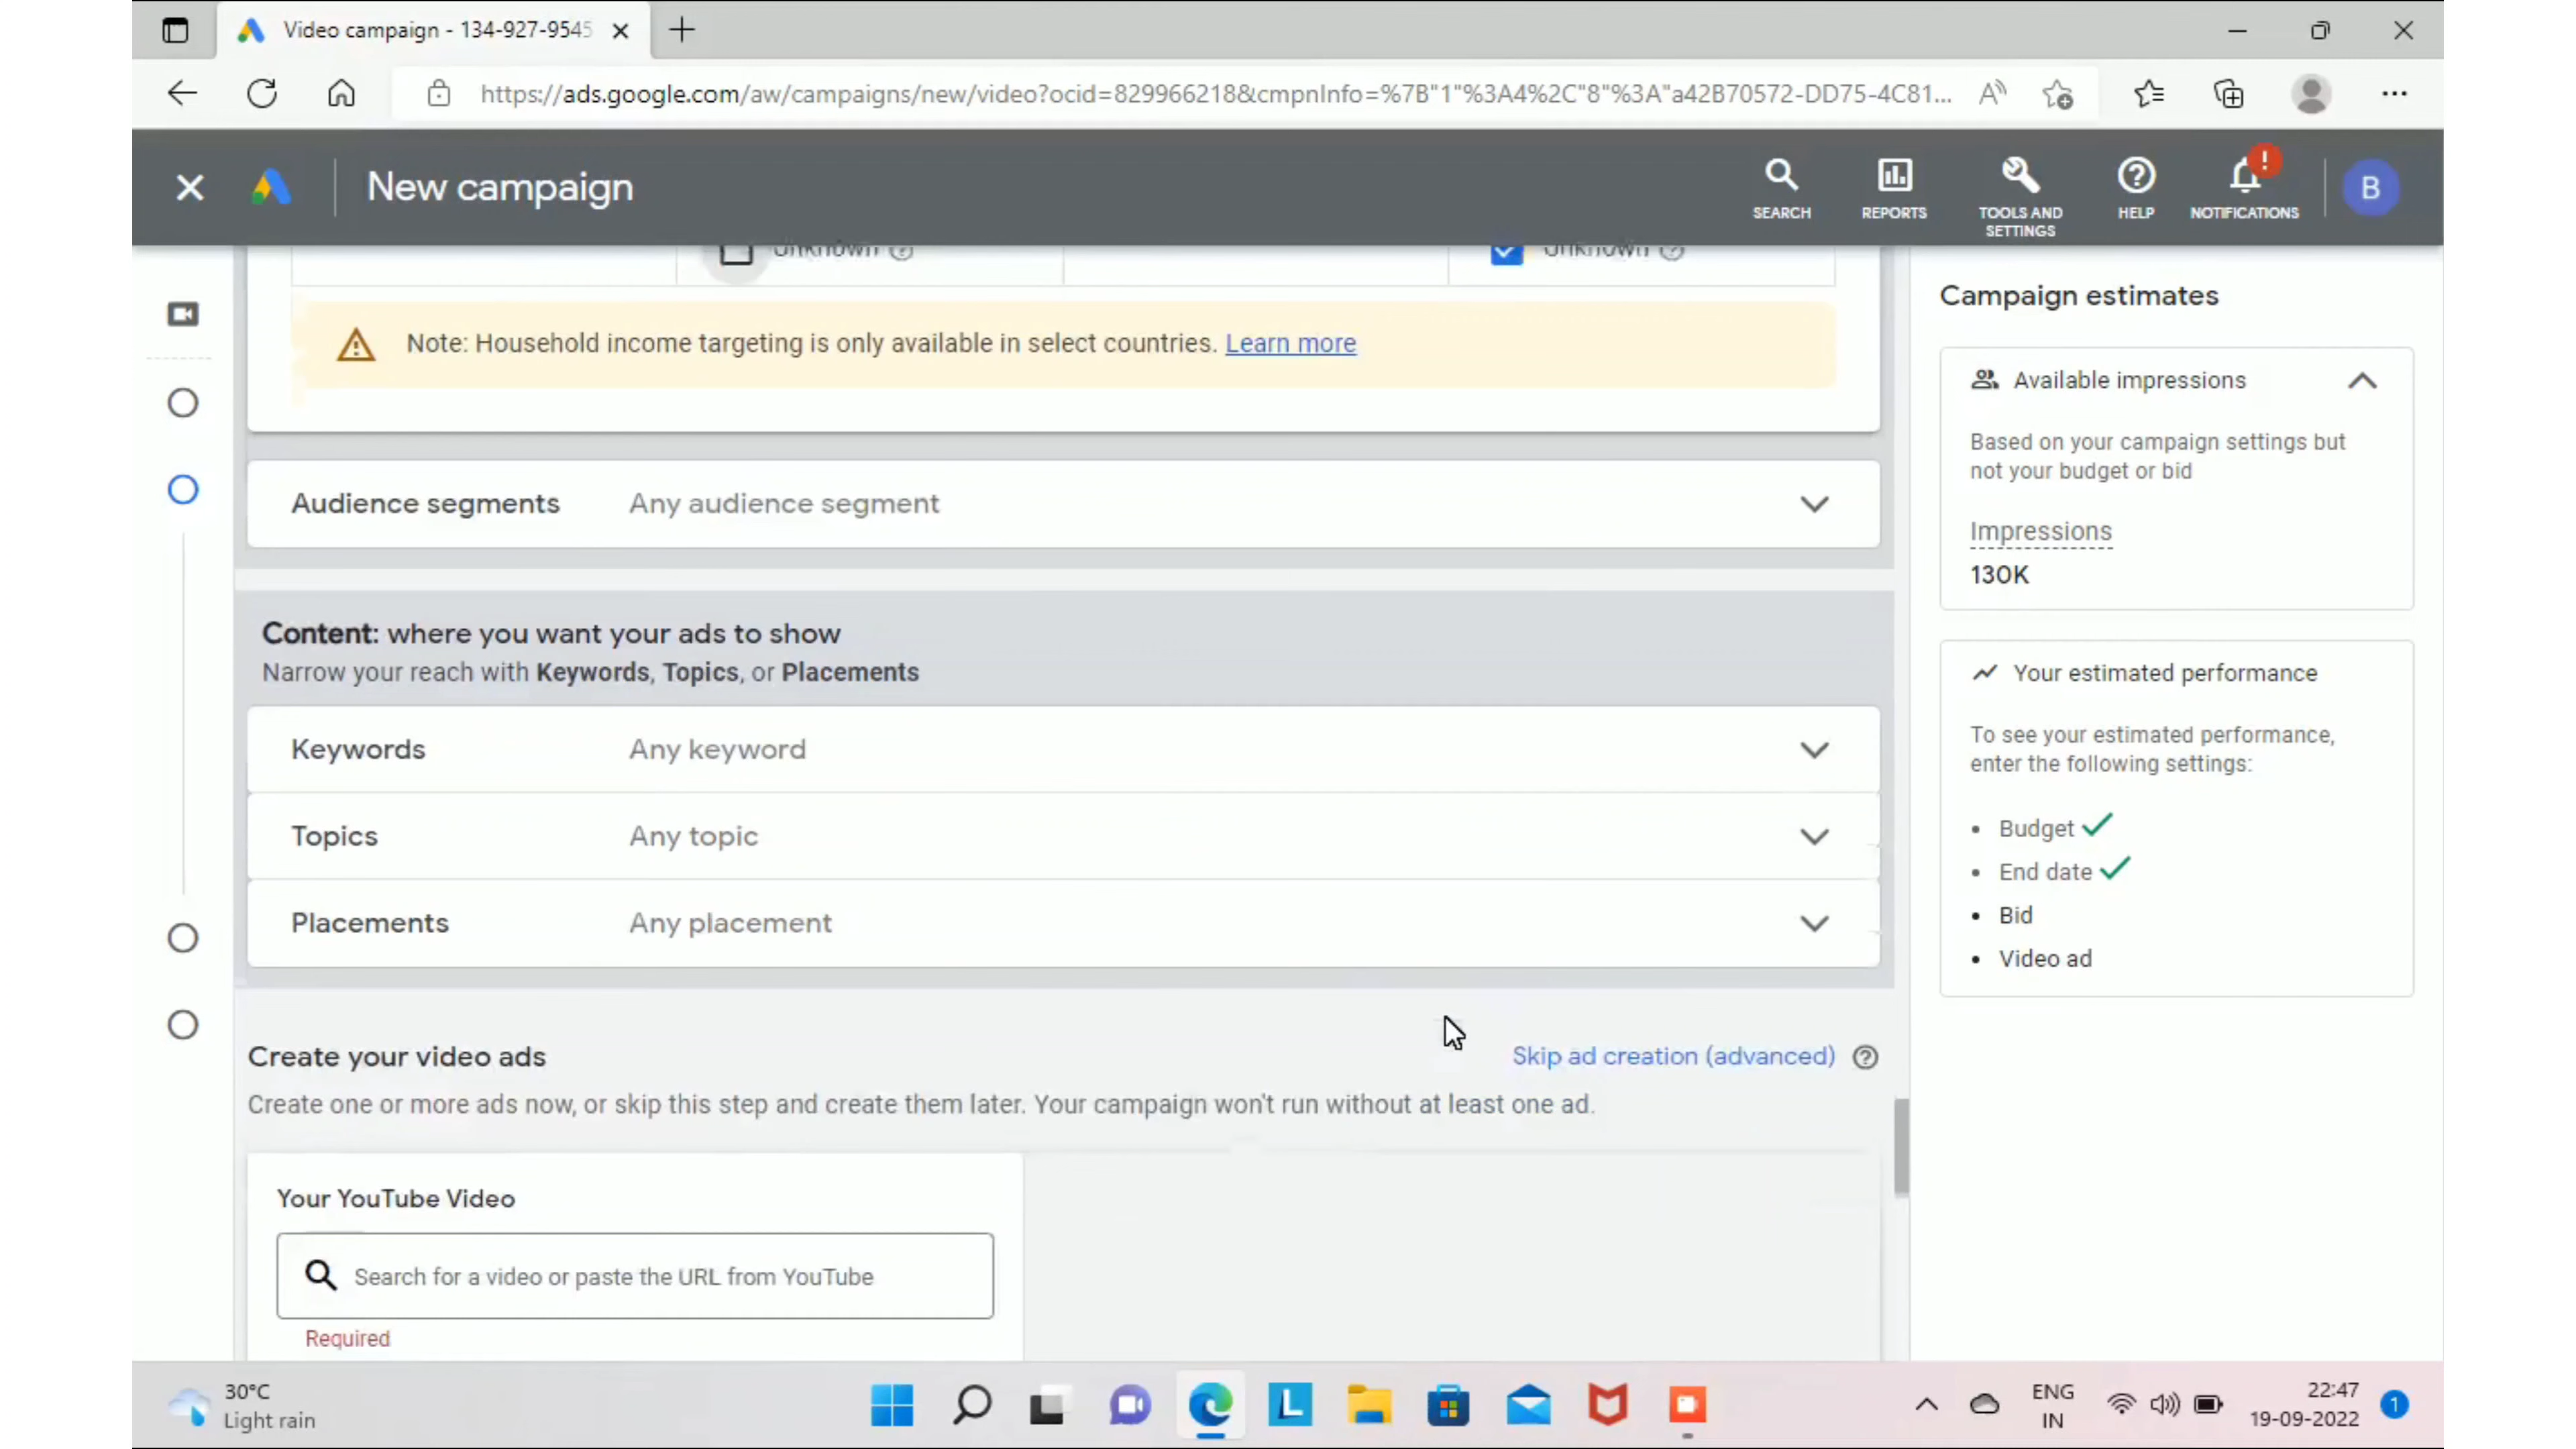 Video campaign - 134-927-9545
https://ads.google.com/aw/campaigns/new/video?ocid=829966218&cmpnInfo=%7B"1"%3A4%2C"8"%3A"a42B70572-DD75-4C81...
New campaign
SEARCH
REPORTS
TOOLS AND
SETTINGS
HELP
NOTIFICATIONS
B
Unknown
Unknown
Note: Household income targeting is only available in select countries. Learn more
Audience segments Any audience segment
Content: where you want your ads to show
Narrow your reach with Keywords, Topics, or Placements
Keywords Any keyword
Topics Any topic
Placements Any placement
Create your video ads
Skip ad creation (advanced)
Create one or more ads now, or skip this step and create them later. Your campaign won't run without at least one ad.
Your YouTube Video
Search for a video or paste the URL from YouTube
Required
Campaign estimates
Available impressions
Based on your campaign settings but
not your budget or bid
Impressions
130K
Your estimated performance
To see your estimated performance,
enter the following settings:
• Budget
• End date
• Bid
• Video ad
30°C
Light rain
L
ENG
IN
22:47
19-09-2022
1